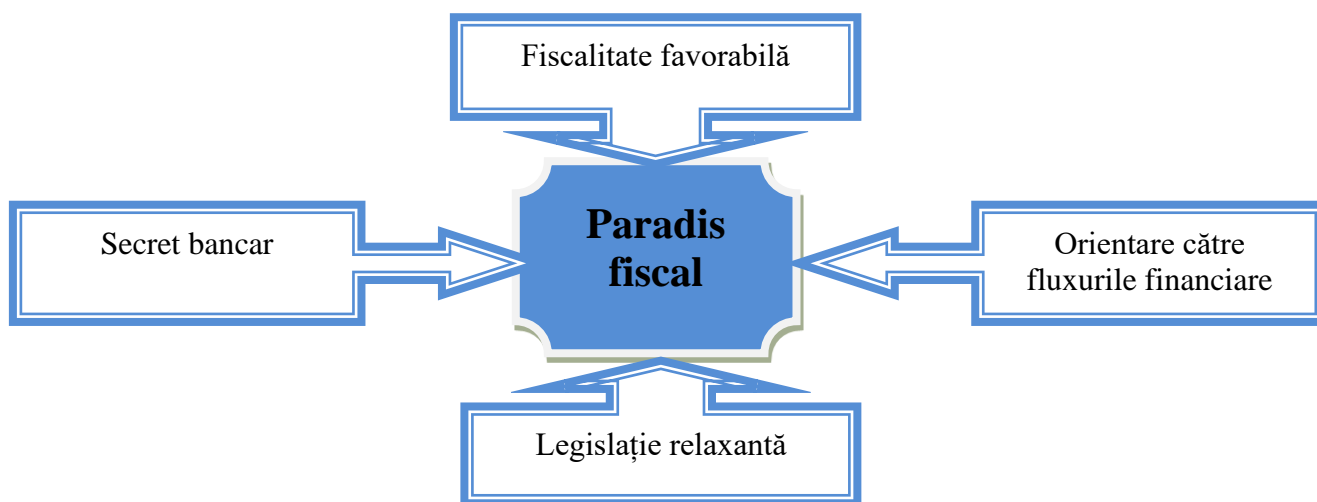 Fiscalitate favorabilă
Secret bancar
Paradis
fiscal
Orientare către
fluxurile financiare
Legislație relaxantă